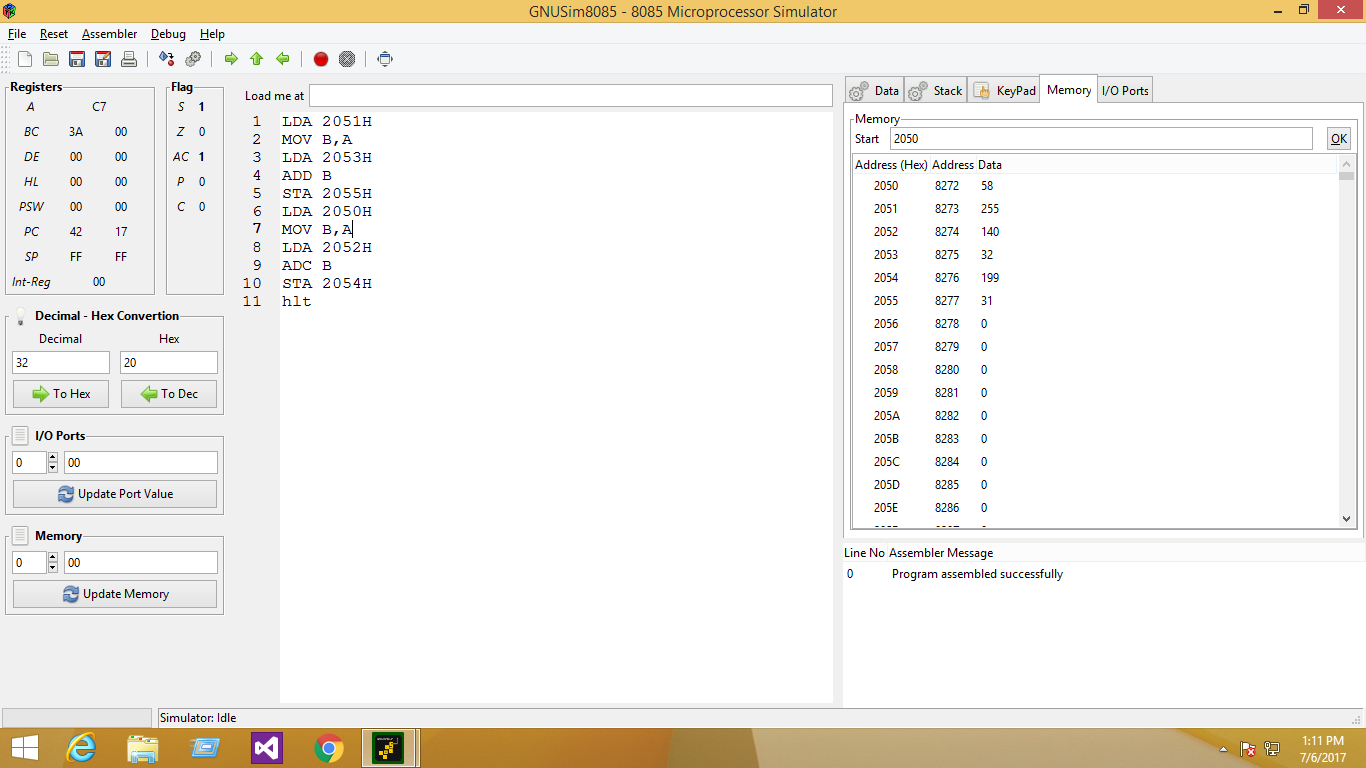 GNUSim8085 - 8085 Microprocessor Simulator
File Reset Assembler Debug Help
Registers
A C7
BC 3A 00
DE 00 00
HL 00 00
PSW 00 00
PC 42 17
SP FF FF
Int-Reg 00
Flag
S 1
Z 0
AC 1
P 0
C 0
Decimal - Hex Convertion
Decimal Hex
32 20
To Hex To Dec
I/O Ports
0 00
Update Port Value
Memory
0 00
Update Memory
Load me at
1 LDA 2051H
2 MOV B,A
3 LDA 2053H
4 ADD B
5 STA 2055H
6 LDA 2050H
7 MOV B,A
8 LDA 2052H
9 ADC B
10 STA 2054H
11 hlt
Data Stack KeyPad Memory I/O Ports
Memory
Start 2050 OK
Address (Hex) Address Data
2050 8272 58
2051 8273 255
2052 8274 140
2053 8275 32
2054 8276 199
2055 8277 31
2056 8278 0
2057 8279 0
2058 8280 0
2059 8281 0
205A 8282 0
205B 8283 0
205C 8284 0
205D 8285 0
205E 8286 0
Line No Assembler Message
0 Program assembled successfully
Simulator: Idle
1:11 PM
7/6/2017